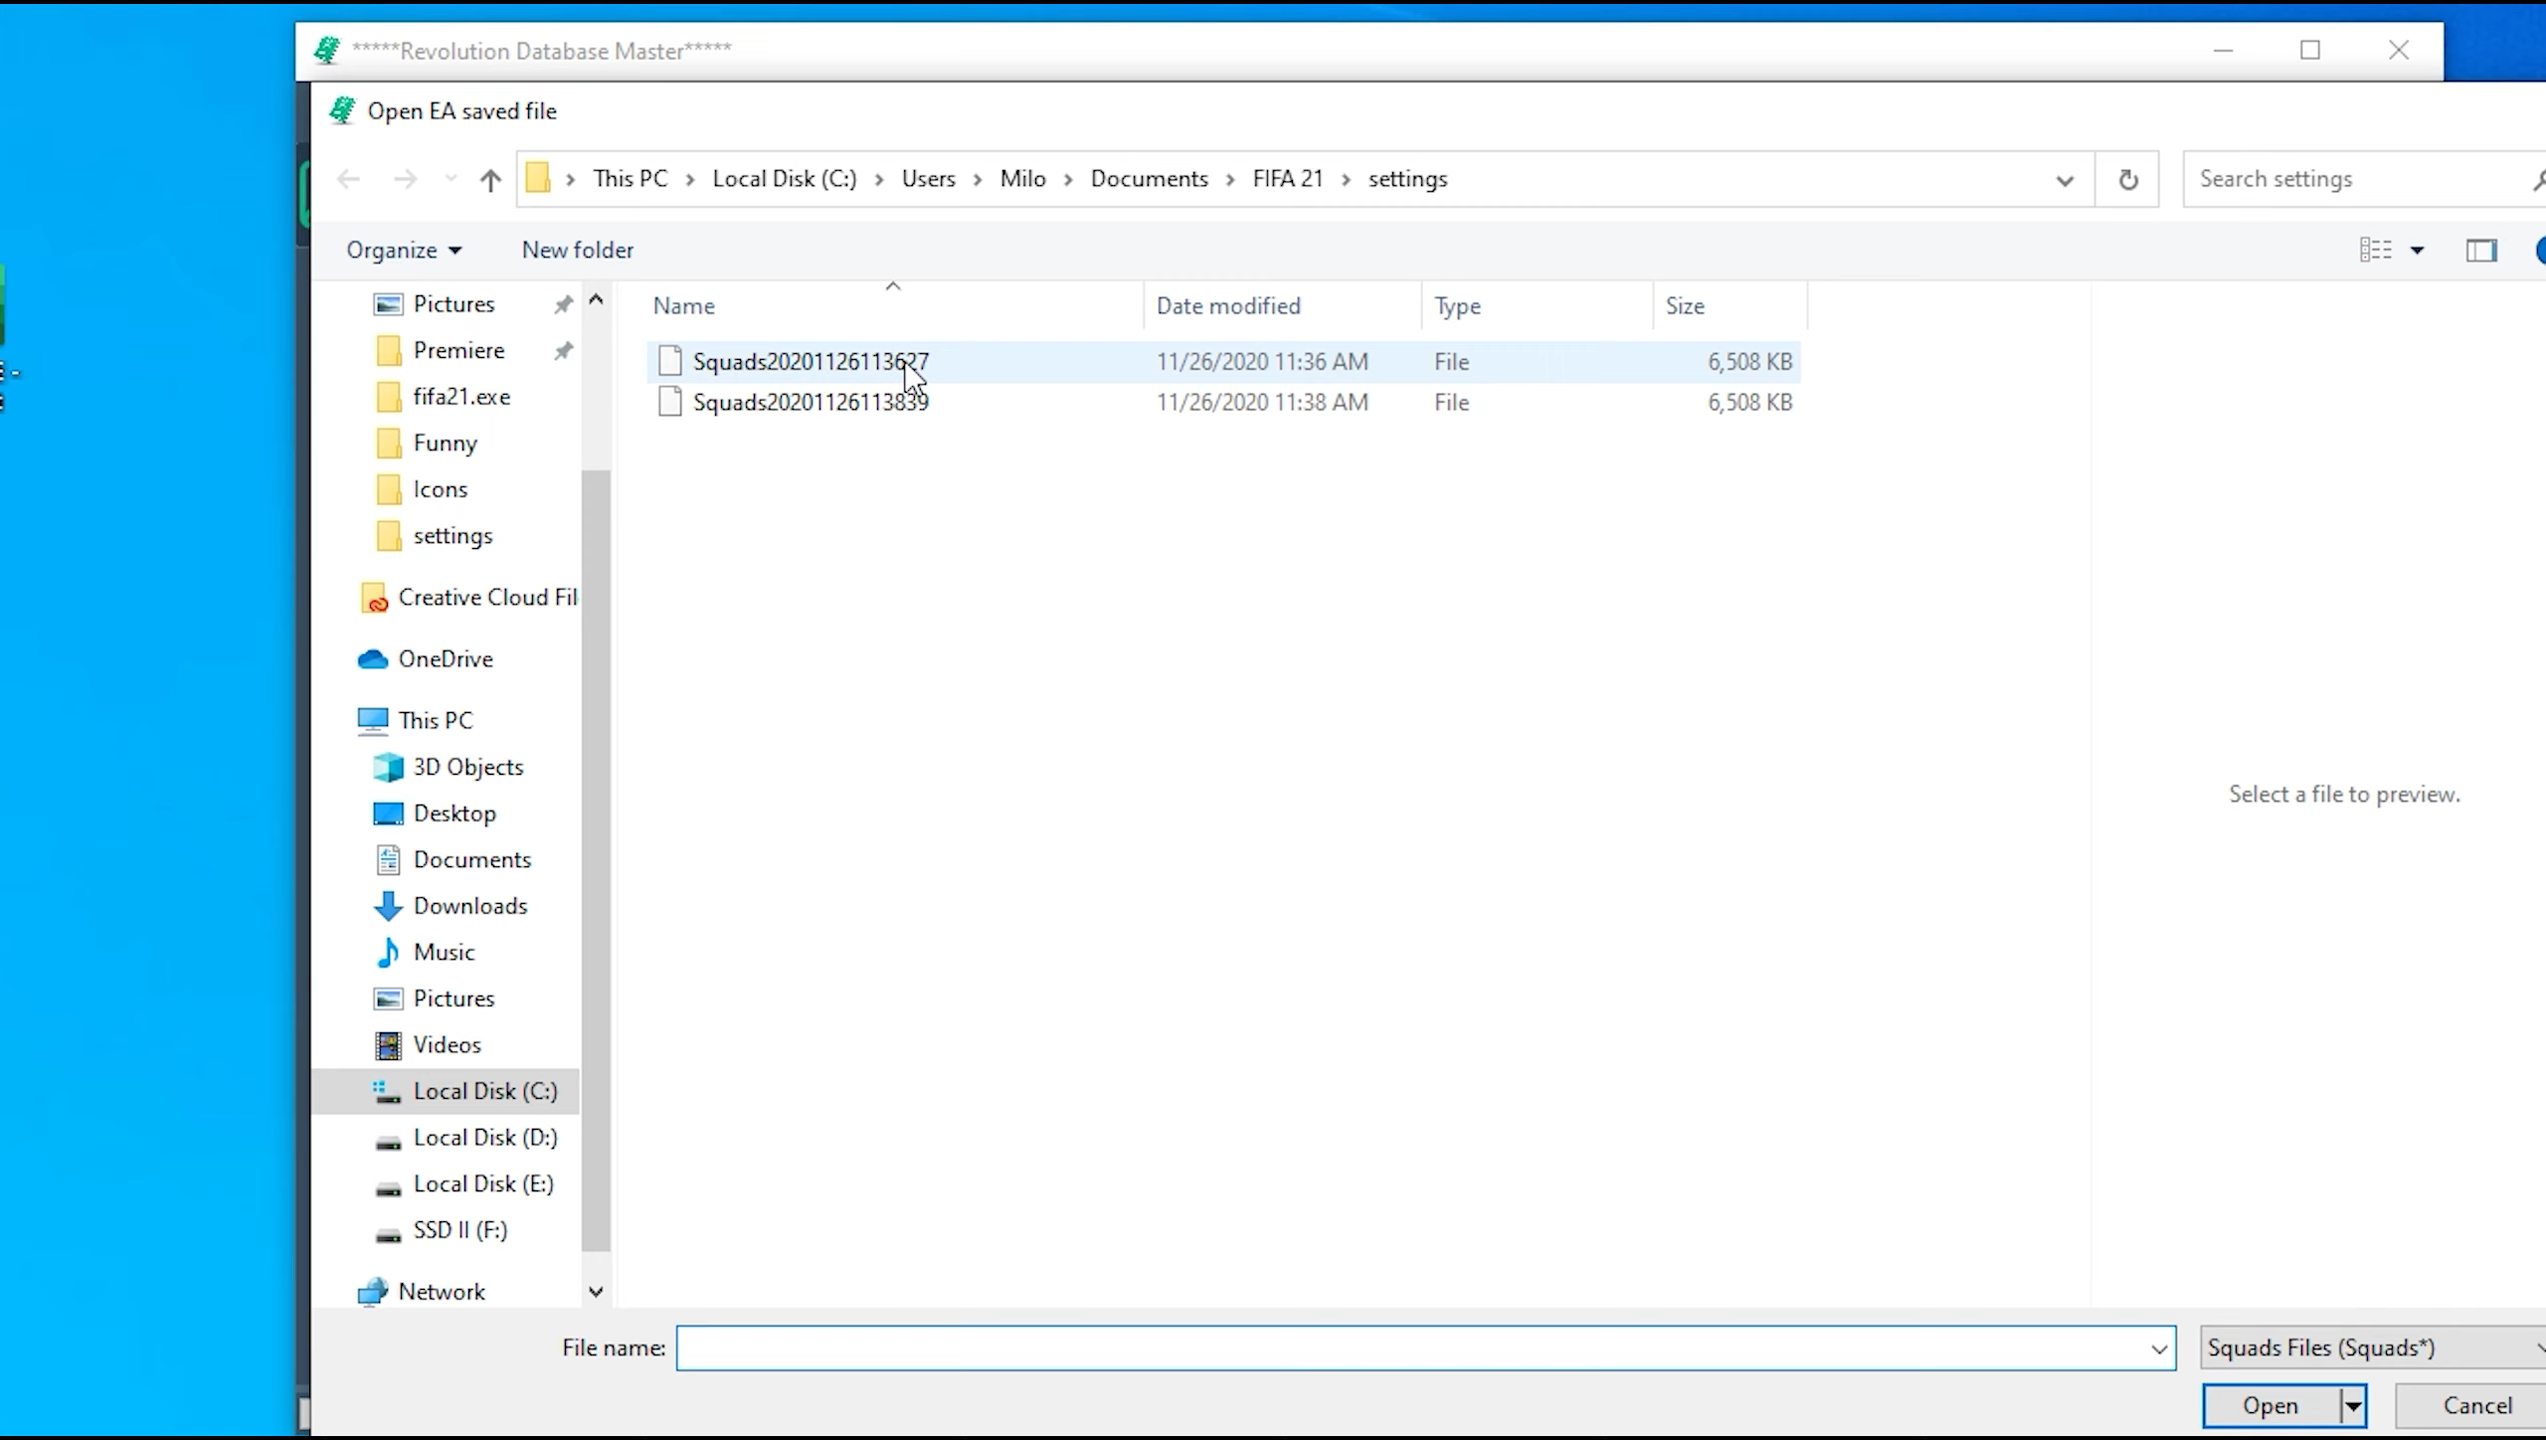 *****Revolution Database Master*****
Open EA saved file
This PC › Local Disk (C:) › Users › Milo › Documents › FIFA 21 › settings
Search settings
Organize
New folder
Name
Date modified
Type
Size
Squads20201126113627
11/26/2020 11:36 AM
File
6,508 KB
Squads20201126113839
11/26/2020 11:38 AM
File
6,508 KB
Pictures
Premiere
fifa21.exe
Funny
Icons
settings
Creative Cloud Fil
OneDrive
This PC
3D Objects
Desktop
Documents
Downloads
Music
Pictures
Videos
Local Disk (C:)
Local Disk (D:)
Local Disk (E:)
SSD II (F:)
Network
Select a file to preview.
File name:
Squads Files (Squads*)
Open
Cancel